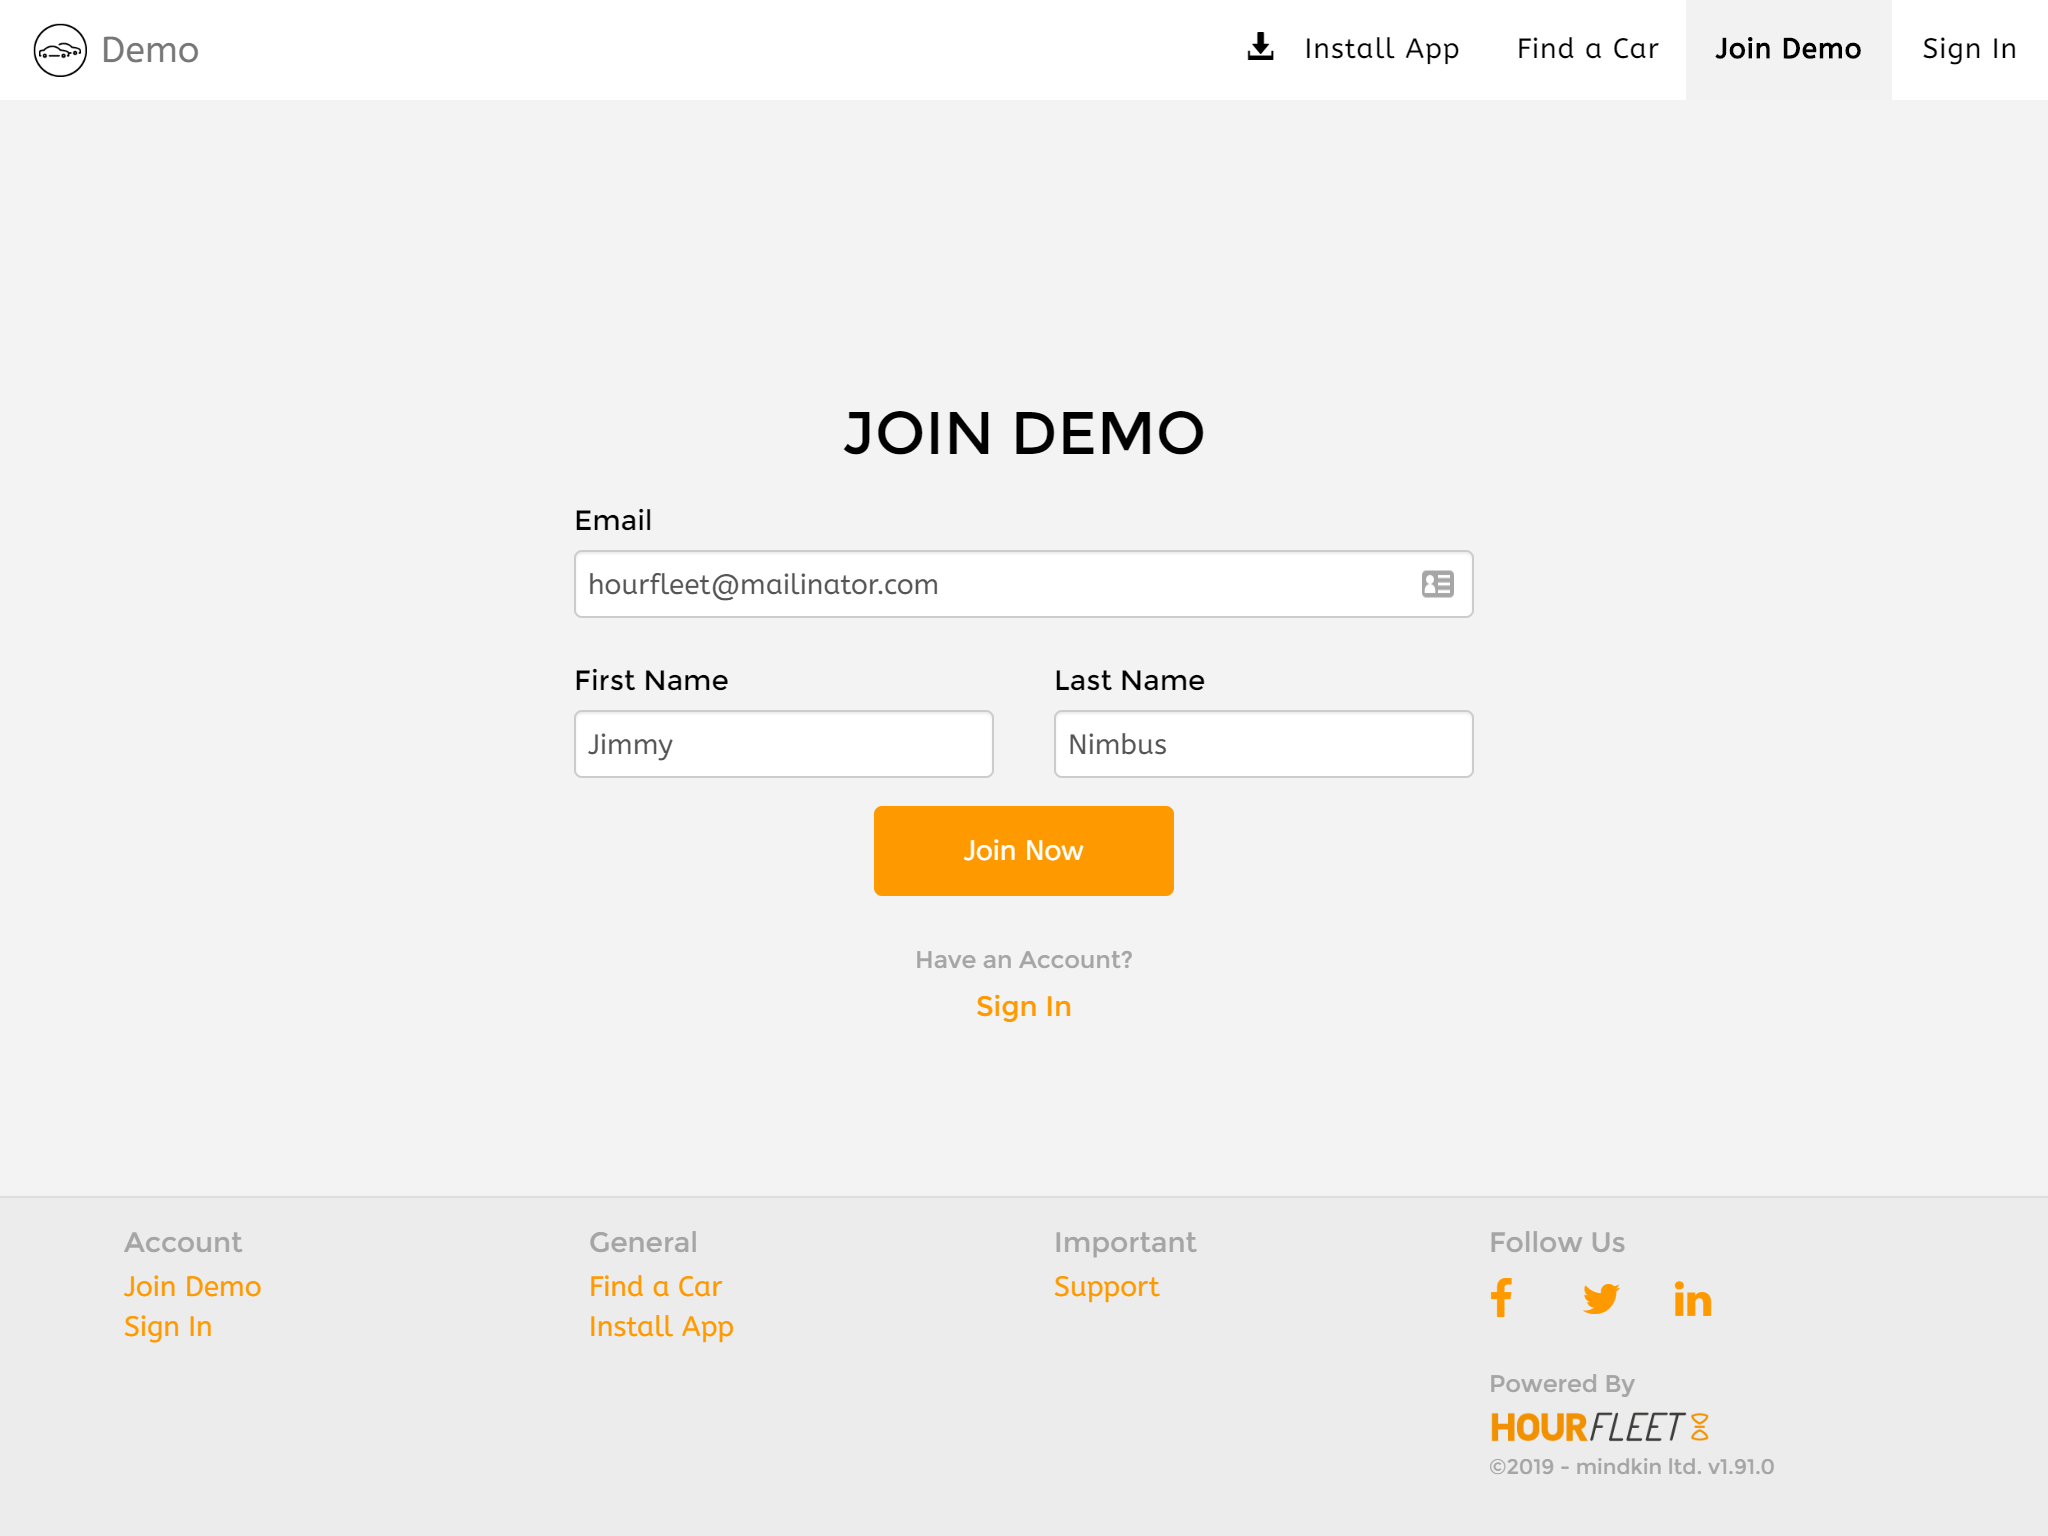 Demo
Install App
Find a Car
Join Demo
Sign In
JOIN DEMO
Email
hourfleet@mailinator.com
First Name
Last Name
Jimmy
Nimbus
Join Now
Have an Account?
Sign In
Account
Join Demo
Sign In
General
Find a Car
Install App
Important
Support
Follow Us
Powered By
HOURFLEET
©2019 - mindkin ltd. v1.91.0